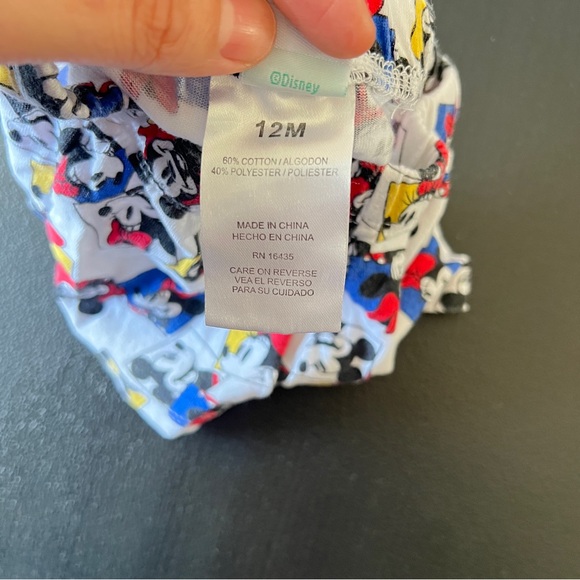 ©Disney
12M
60% COTTON / ALGODON
40% POLYESTER / POLIESTER
MADE IN CHINA
HECHO EN CHINA
RN 16435
CARE ON REVERSE
VEA EL REVERSO
PARA SU CUIDADO